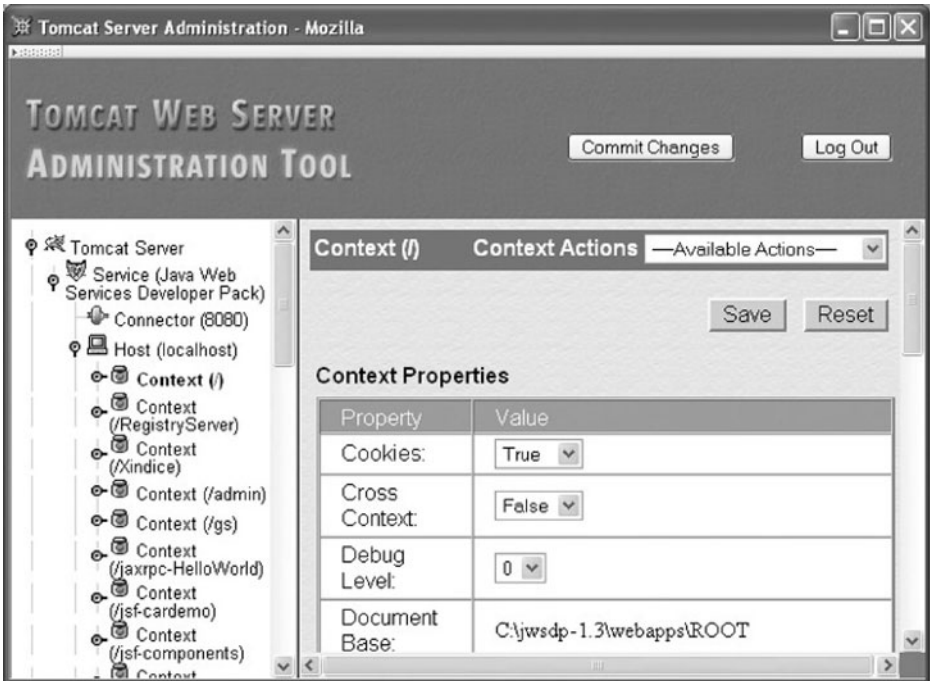 Tomcat Server Administration - Mozilla
TOMCAT WEB SERVER
ADMINISTRATION TOOL
Commit Changes
Log Out
Tomcat Server
Service (Java Web
Services Developer Pack)
Connector (8080)
Host (localhost)
Context (/)
Context
(/RegistryServer)
Context
(/Xindice)
Context (/admin)
Context (/gs)
Context
(/jaxrpc-HelloWorld)
Context
(/jsf-cardemo)
Context
(/jsf-components)
Context
Context (/)
Context Actions
—Available Actions—
Save
Reset
Context Properties
Property
Value
Cookies:
True
Cross
Context:
False
Debug
Level:
0
Document
Base:
C:\jwsdp-1.3\webapps\ROOT